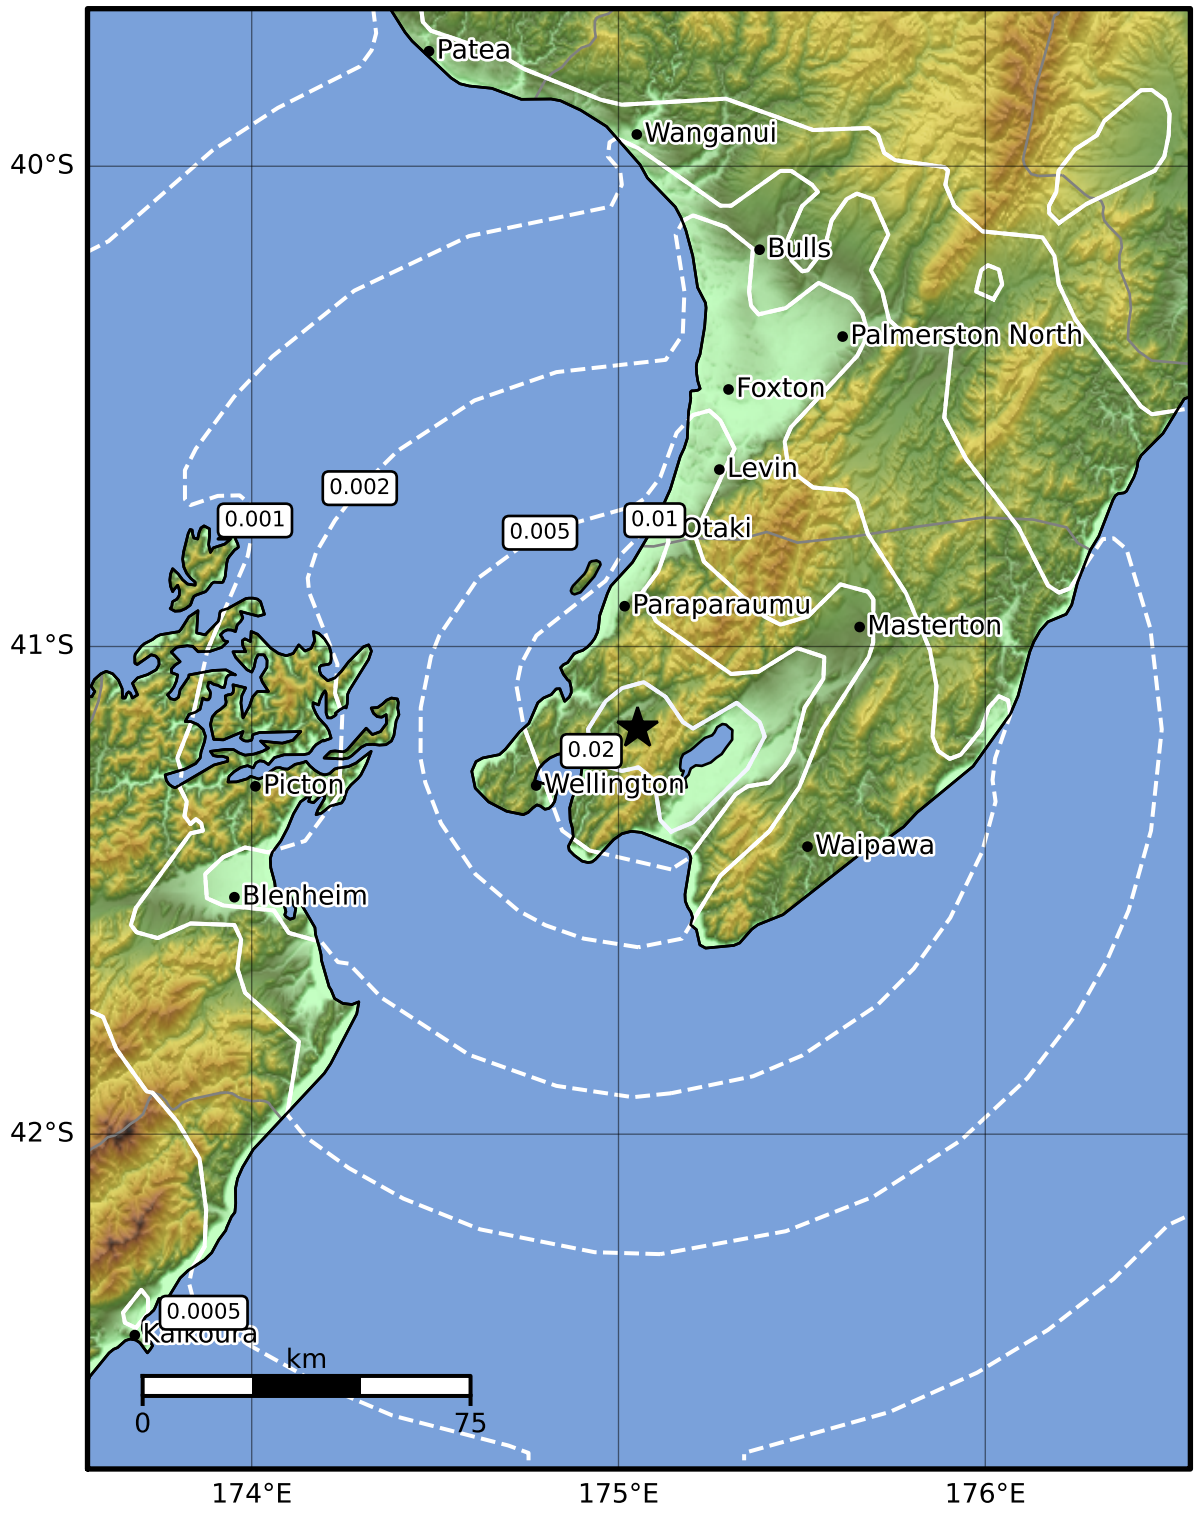 Patea
Wanganui
40°S
Bulls
Palmerston North
Foxton
Levin
0.002
0.001
0.005
0.01
Otaki
Paraparaumu
Masterton
41°S
0.02
Picton
Wellington
Waipawa
Blenheim
42°S
0.0005
Kaikoura
km
0
75
174°E
175°E
176°E